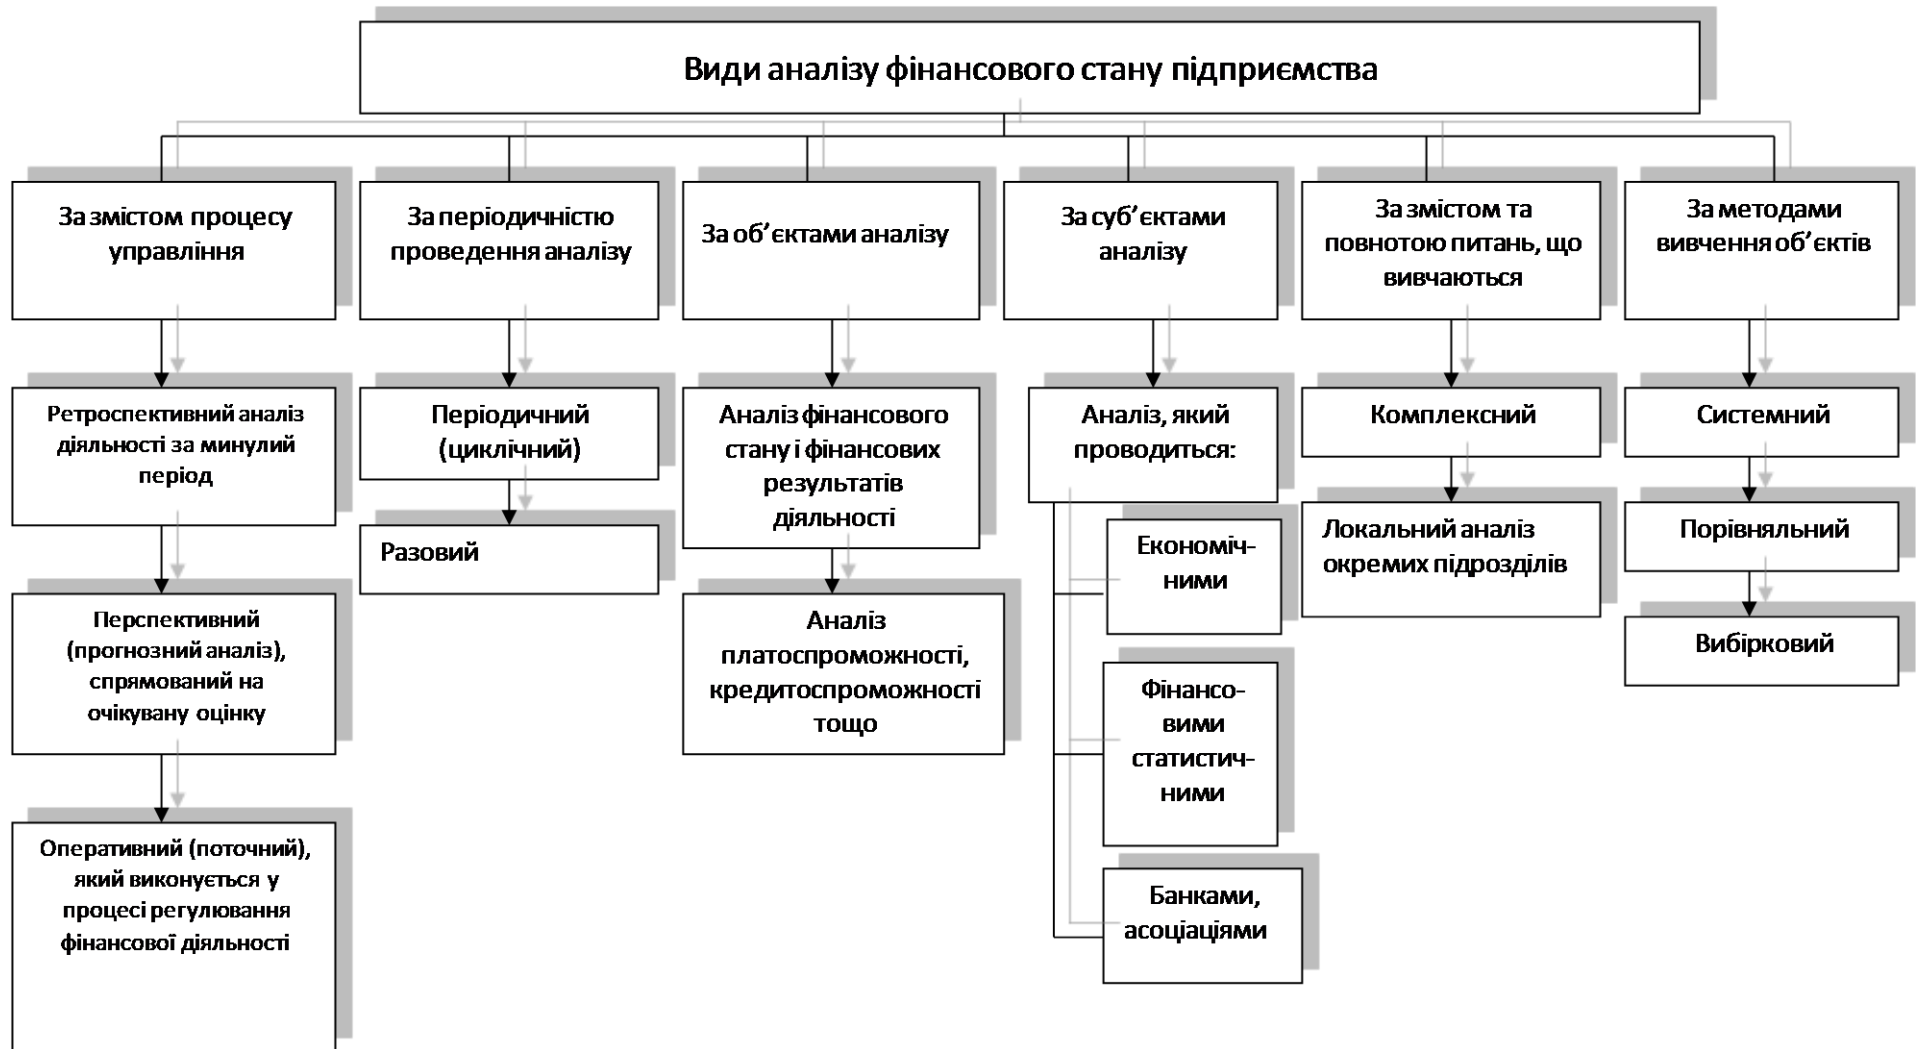 Види аналізу фінансового стану підприємства
За змістом процесу
управління
Ретроспективний аналіз
діяльності за минулий
період
Перспективний
(прогнозний аналіз),
спрямований на
очікувану оцінку
Оперативний (поточний),
який виконується у
процесі регулювання
фінансової діяльності
За періодичністю
проведення аналізу
Періодичний
(циклічний)
Разовий
За об’єктами аналізу
Аналіз фінансового
стану і фінансових
результатів
діяльності
Аналіз
платоспроможності,
кредитоспроможності
тощо
За суб’єктами
аналізу
Аналіз, який
проводиться:
Економіч-
ними
Фінансо-
вими
статистич-
ними
Банками,
асоціаціями
За змістом та
повнотою питань, що
вивчаються
Комплексний
Локальний аналіз
окремих підрозділів
За методами
вивчення об’єктів
Системний
Порівняльний
Вибірковий